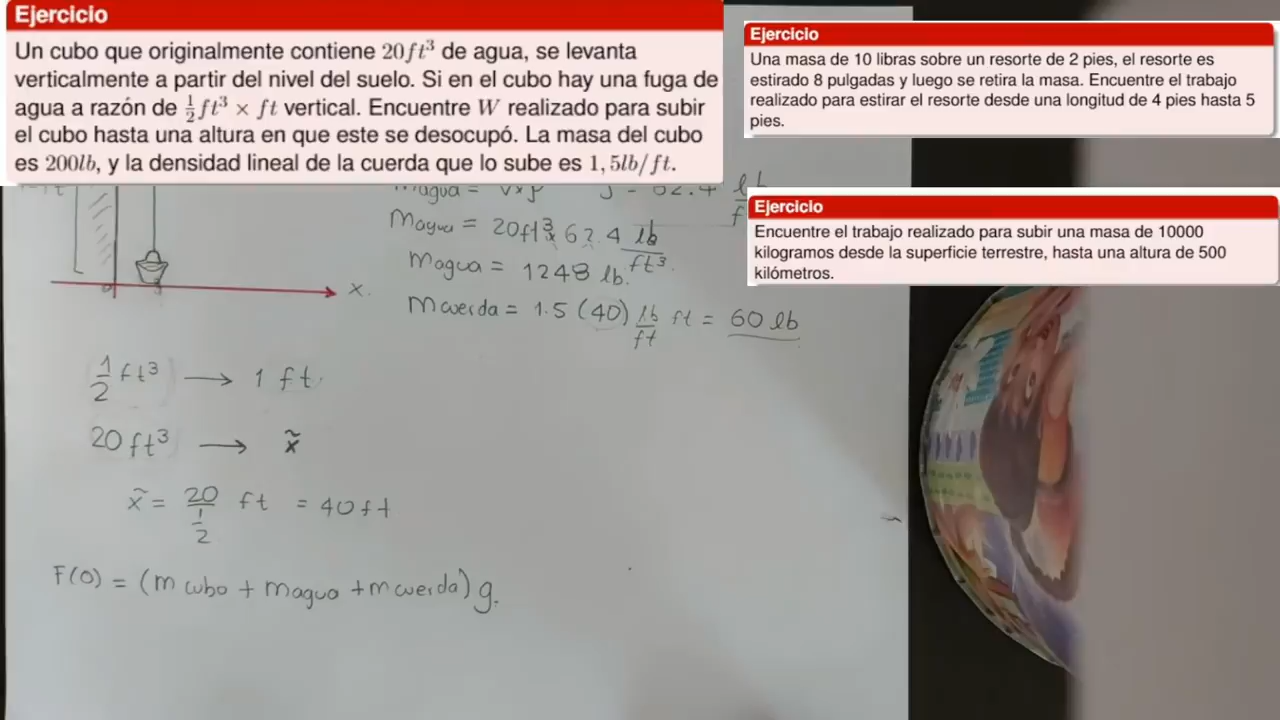 Ejercicio
Un cubo que originalmente contiene 20ft³ de agua, se levanta
verticalmente a partir del nivel del suelo. Si en el cubo hay una fuga de
agua a razón de 1/2 ft³ × ft vertical. Encuentre W realizado para subir
el cubo hasta una altura en que este se desocupó. La masa del cubo
es 200lb, y la densidad lineal de la cuerda que lo sube es 1, 5lb/ft.
Ejercicio
Una masa de 10 libras sobre un resorte de 2 pies, el resorte es
estirado 8 pulgadas y luego se retira la masa. Encuentre el trabajo
realizado para estirar el resorte desde una longitud de 4 pies hasta 5
pies.
Ejercicio
Encuentre el trabajo realizado para subir una masa de 10000
kilogramos desde la superficie terrestre, hasta una altura de 500
kilómetros.
Magua = 20ft³ × 62.4 lb/ft³
Magua = 1248 lb.
Mcuerda = 1.5 (40) lb/ft ft = 60 lb
x.
1/2 ft³ → 1 ft.
20 ft³ → x̃
x̃ = 20/(1/2) ft = 40ft
F(0) = (m cubo + magua + mcuerda) g.